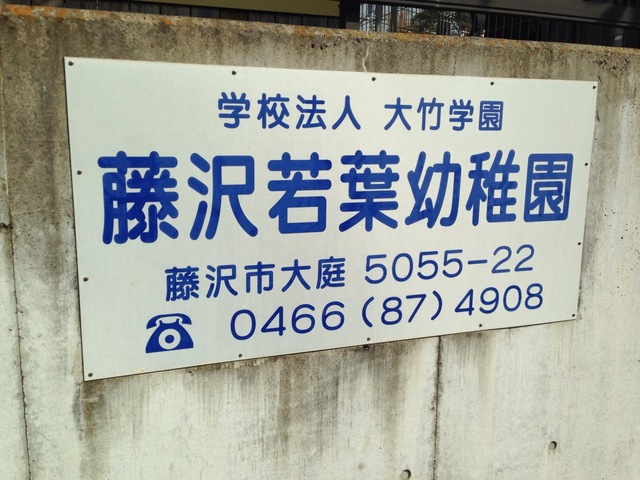 学校法人 大竹学園
藤沢若葉幼稚園
藤沢市大庭 5055-22
☎ 0466(87)4908